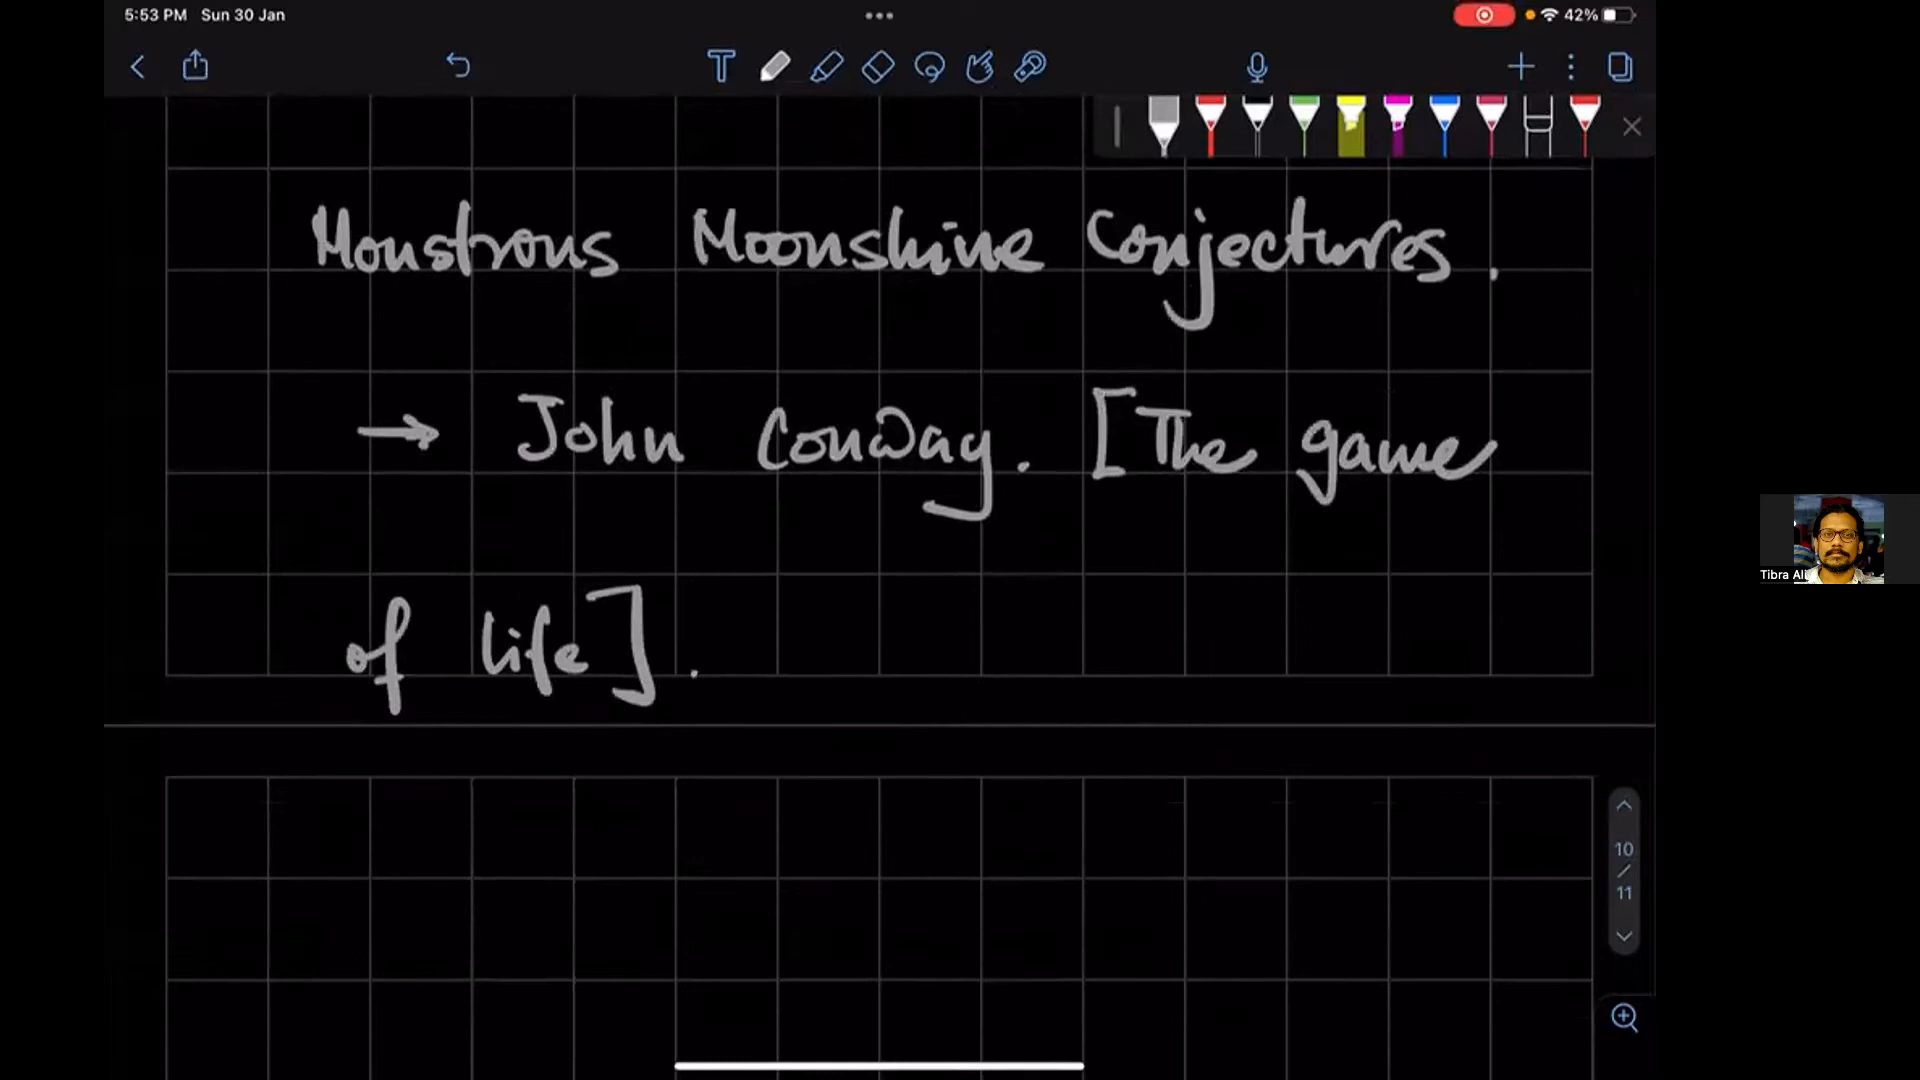 5:53 PM Sun 30 Jan
42%
Monstrous Moonshine Conjectures.
→ John Conway. [The game
of life].
Tibra Ali
10
/
11